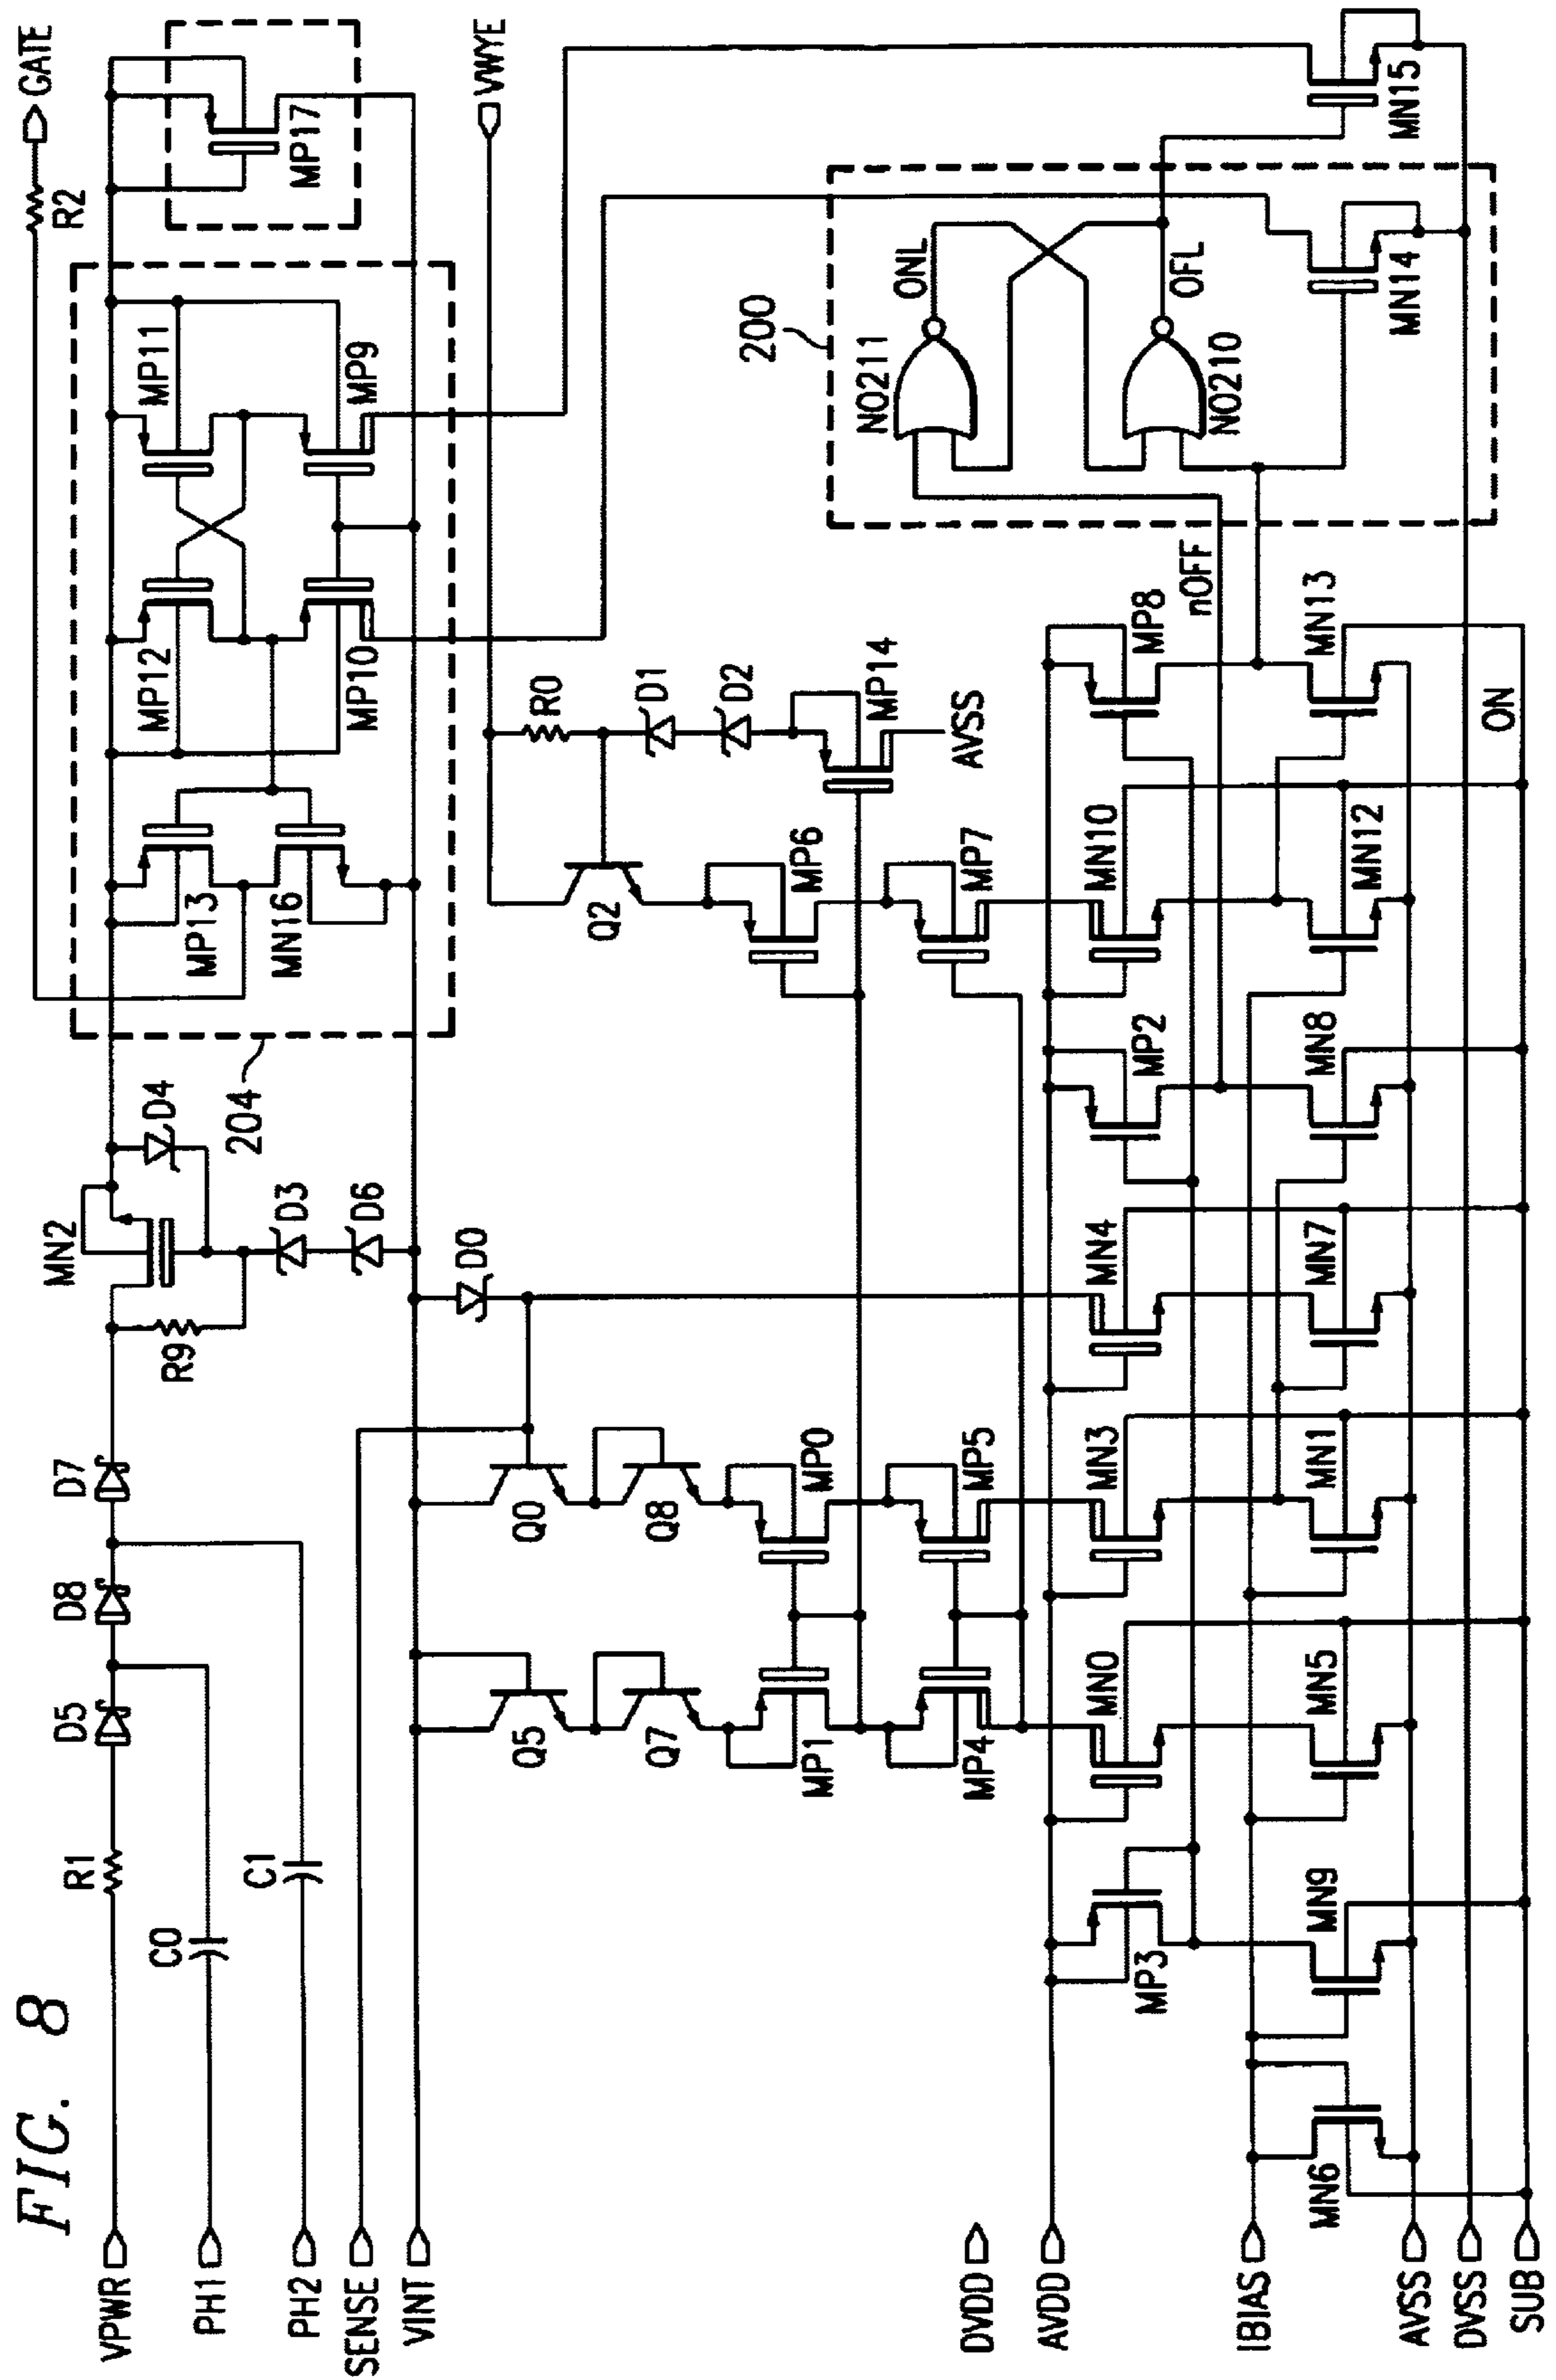 FIG. 8
VPWR
PH1
PH2
SENSE
VINT
DVDD
AVDD
IBIAS
AVSS
DVSS
SUB
R1
D5
D8
D7
C0
C1
R9
MN2
D4
D3
D6
D0
204
MP13
MN16
MP12
MP10
MP11
MP9
MP17
R2
GATE
VWYE
Q5
Q7
Q0
Q8
MP1
MP0
MP4
MP5
Q2
R0
D1
D2
MP6
MP7
MP14
AVSS
MP3
MN6
MN9
MN0
MN5
MN3
MN1
MN4
MN7
MP2
MN8
MN10
MN12
MP8
MN13
nOFF
ON
200
NO211
ONL
NO210
OFL
MN14
MN15